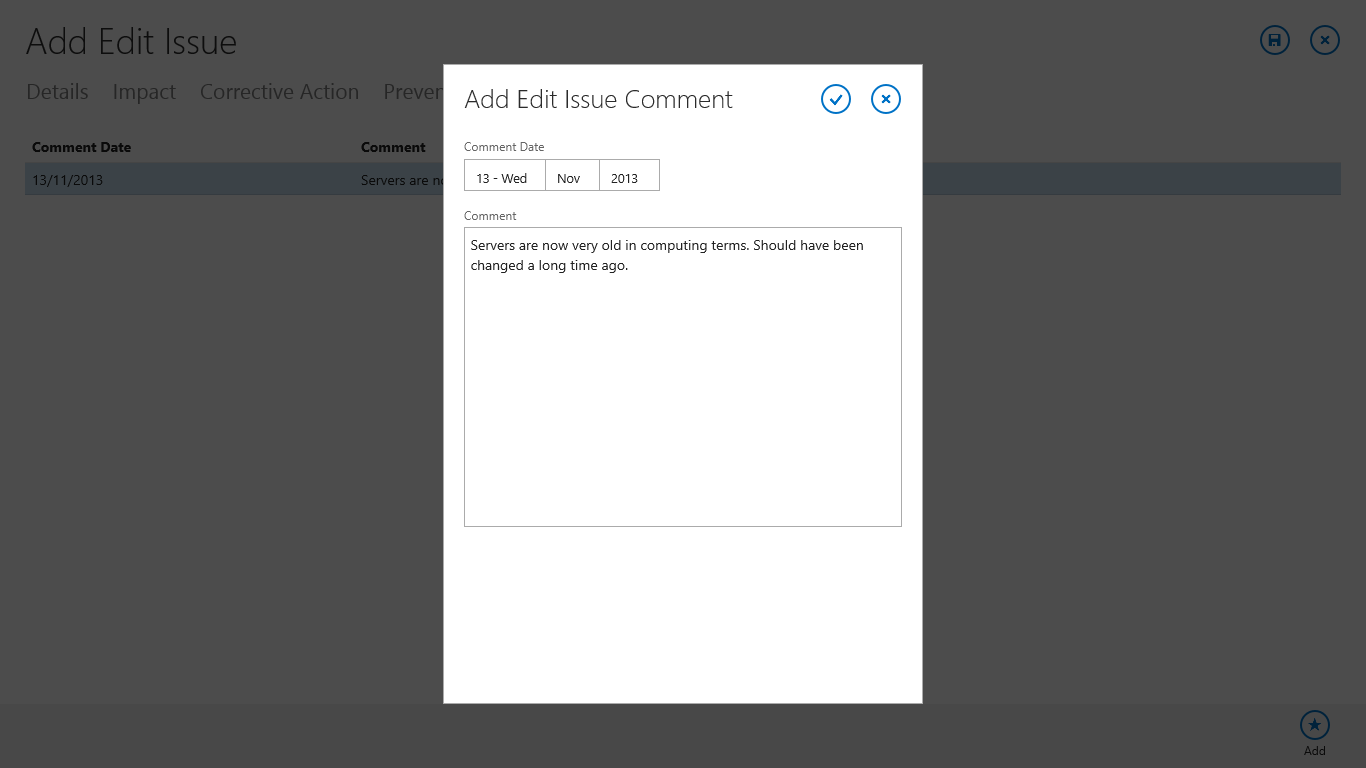 Add Edit Issue
Details Impact Corrective Action
Comment Date Comment
13/11/2013 Servers are
Add Edit Issue Comment
Comment Date
13 - Wed Nov 2013
Comment
Servers are now very old in computing terms. Should have been
changed a long time ago.
Add